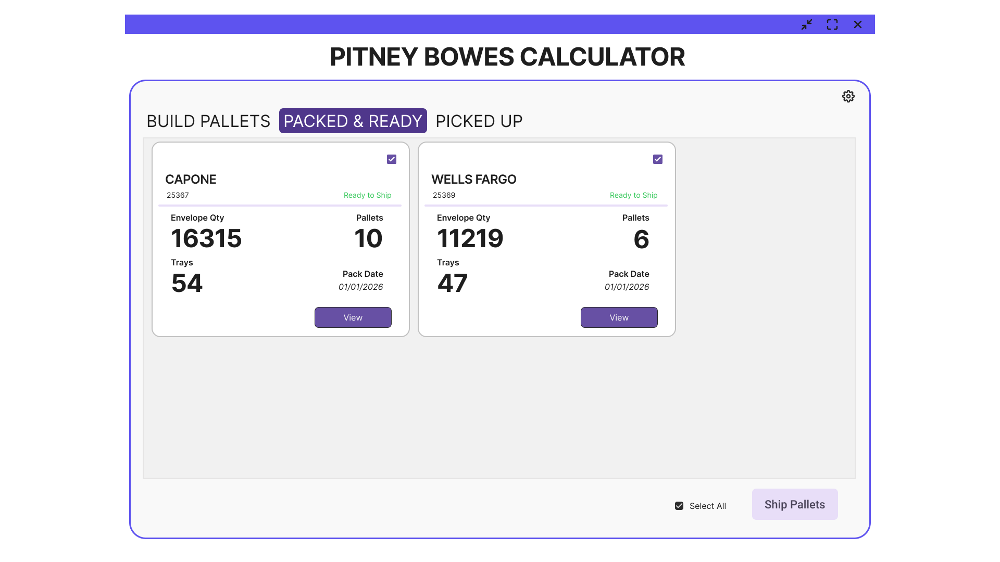 PITNEY BOWES CALCULATOR
BUILD PALLETS PACKED & READY PICKED UP
CAPONE
25367 Ready to Ship
Envelope Qty Pallets
16315 10
Trays
54
Pack Date
01/01/2026
View
WELLS FARGO
25369 Ready to Ship
Envelope Qty Pallets
11219 6
Trays
47
Pack Date
01/01/2026
View
Select All Ship Pallets